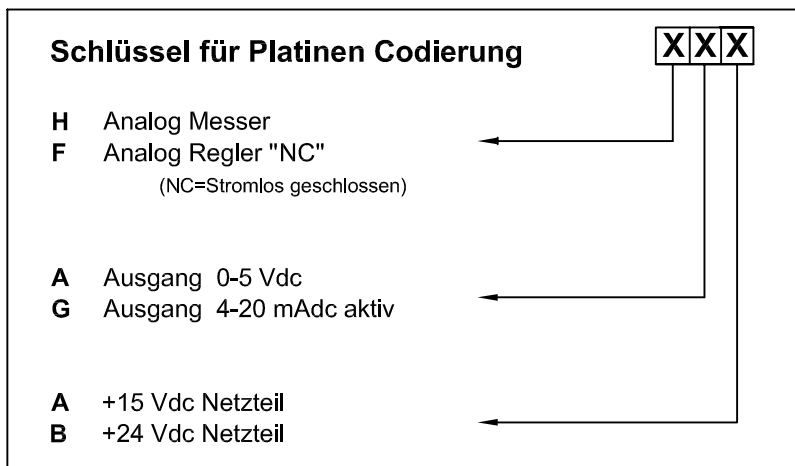 Schlüssel für Platinen Codierung XXX
H Analog Messer
F Analog Regler "NC"
(NC=Stromlos geschlossen)
A Ausgang 0-5 Vdc
G Ausgang 4-20 mAdc aktiv
A +15 Vdc Netzteil
B +24 Vdc Netzteil